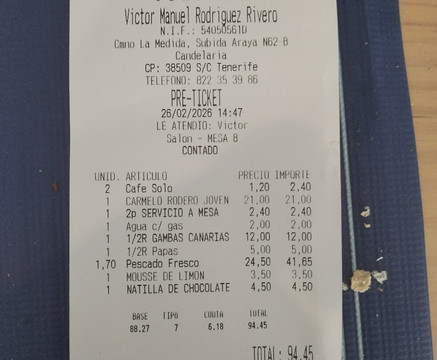 Victor Manuel Rodriguez Rivero
N.I.F.: 54050561D
Cmno La Medida, Subida Araya N62-B
Candelaria
CP: 38509 S/C Tenerife
TELEFONO: 822 35 39 86
PRE-TICKET
26/02/2026 14:47
LE ATENDIO: Victor
Salon - MESA 8
CONTADO
UNID. ARTICULO PRECIO IMPORTE
2 Cafe Solo 1,20 2,40
1 CARMELO RODERO JOVEN 21,00 21,00
1 2p SERVICIO A MESA 2,40 2,40
1 Agua c/ gas 2,00 2,00
1 1/2R GAMBAS CANARIAS 12,00 12,00
1 1/2R Papas 5,00 5,00
1,70 Pescado Fresco 24,50 41,65
1 MOUSSE DE LIMON 3,50 3,50
1 NATILLA DE CHOCOLATE 4,50 4,50
BASE TIPO CUOTA TOTAL
88.27 7 6.18 94.45
TOTAL: 94,45